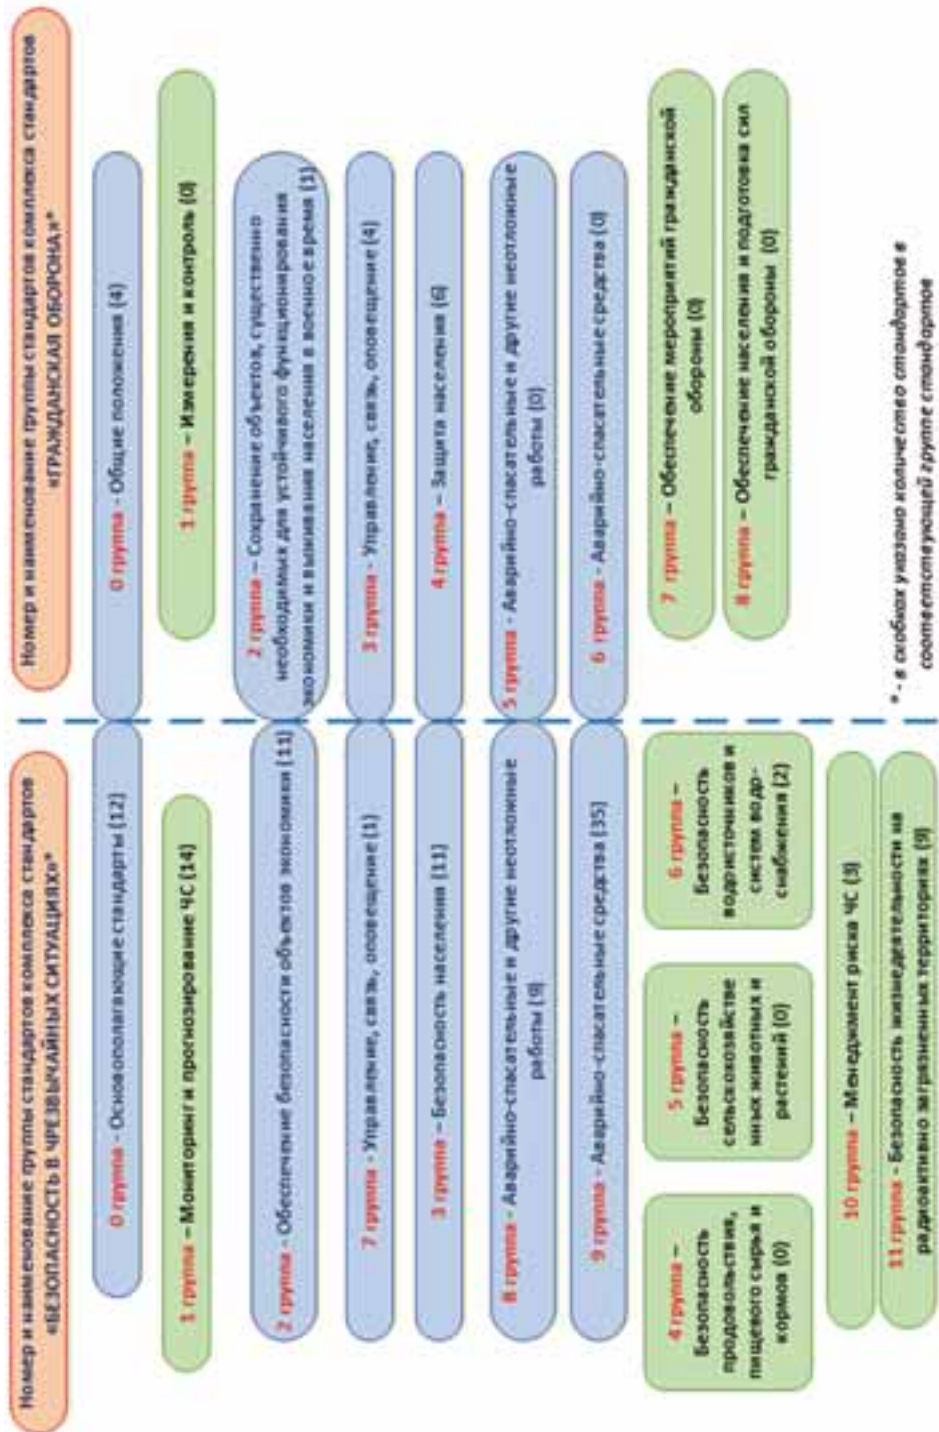 Номер и наименование группы стандартов комплекса стандартов
«БЕЗОПАСНОСТЬ В ЧРЕЗВЫЧАЙНЫХ СИТУАЦИЯХ»*
0 группа - Основополагающие стандарты (12)
1 группа – Мониторинг и прогнозирование ЧС (14)
2 группа - Обеспечение безопасности объектов экономики (11)
7 группа - Управление, связь, оповещение (1)
3 группа – Безопасность населения (11)
8 группа - Аварийно-спасательные и другие неотложные
работы (9)
9 группа - Аварийно-спасательные средства (35)
4 группа –
Безопасность
продовольствия,
пищевого сырья и
кормов (0)
5 группа –
Безопасность
сельскохозяйстве
нных животных и
растений (0)
6 группа –
Безопасность
водоисточников и
систем водо-
снабжения (2)
10 группа – Менеджмент риска ЧС (3)
11 группа - Безопасность жизнедеятельности на
радиоактивно загрязненных территориях (9)
Номер и наименование группы стандартов комплекса стандартов
«ГРАЖДАНСКАЯ ОБОРОНА»*
0 группа - Общие положения (4)
1 группа – Измерения и контроль (0)
2 группа – Сохранение объектов, существенно
необходимых для устойчивого функционирования
экономики и выживания населения в военное время (1)
3 группа - Управление, связь, оповещение (4)
4 группа – Защита населения (6)
5 группа - Аварийно-спасательные и другие неотложные
работы (0)
6 группа - Аварийно-спасательные средства (0)
7 группа – Обеспечение мероприятий гражданской
обороны (0)
8 группа – Обеспечение населения и подготовка сил
гражданской обороны (0)
* - в скобках указано количество стандартов в
соответствующей группе стандартов